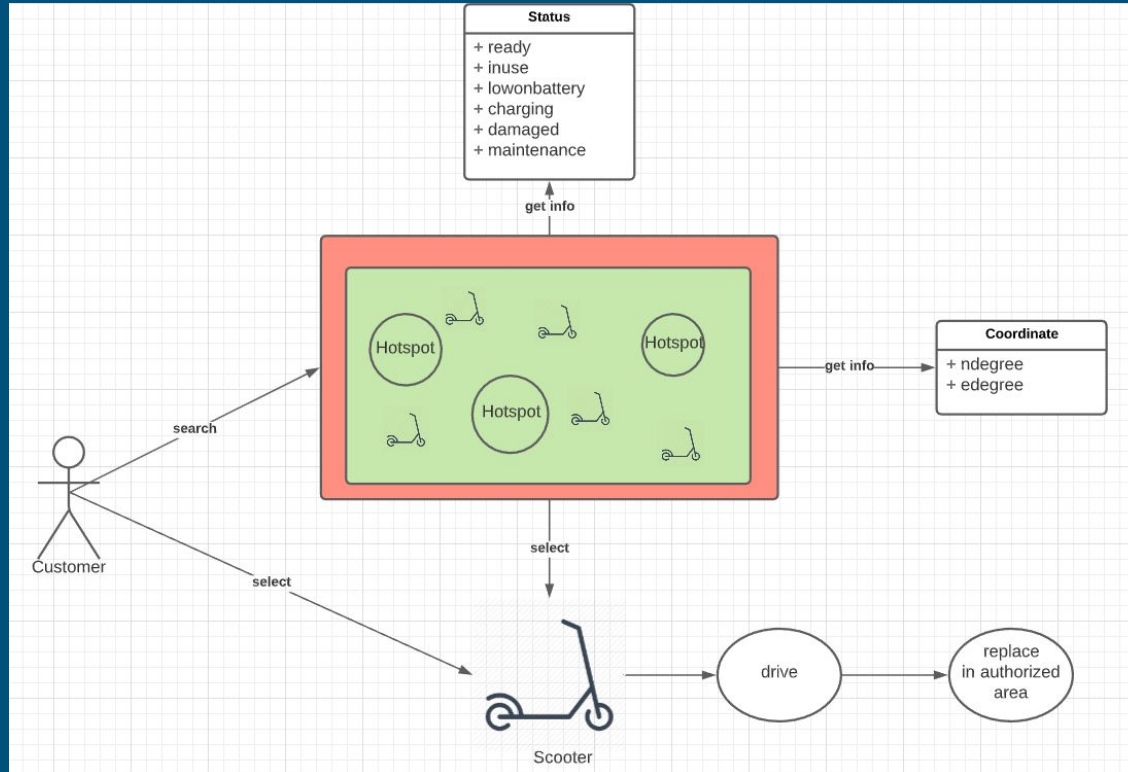 Status
+ ready
+ inuse
+ lowonbattery
+ charging
+ damaged
+ maintenance
get info
Hotspot
Hotspot
Hotspot
Coordinate
+ ndegree
+ edegree
get info
search
Customer
select
select
Scooter
drive
replace
in authorized
area